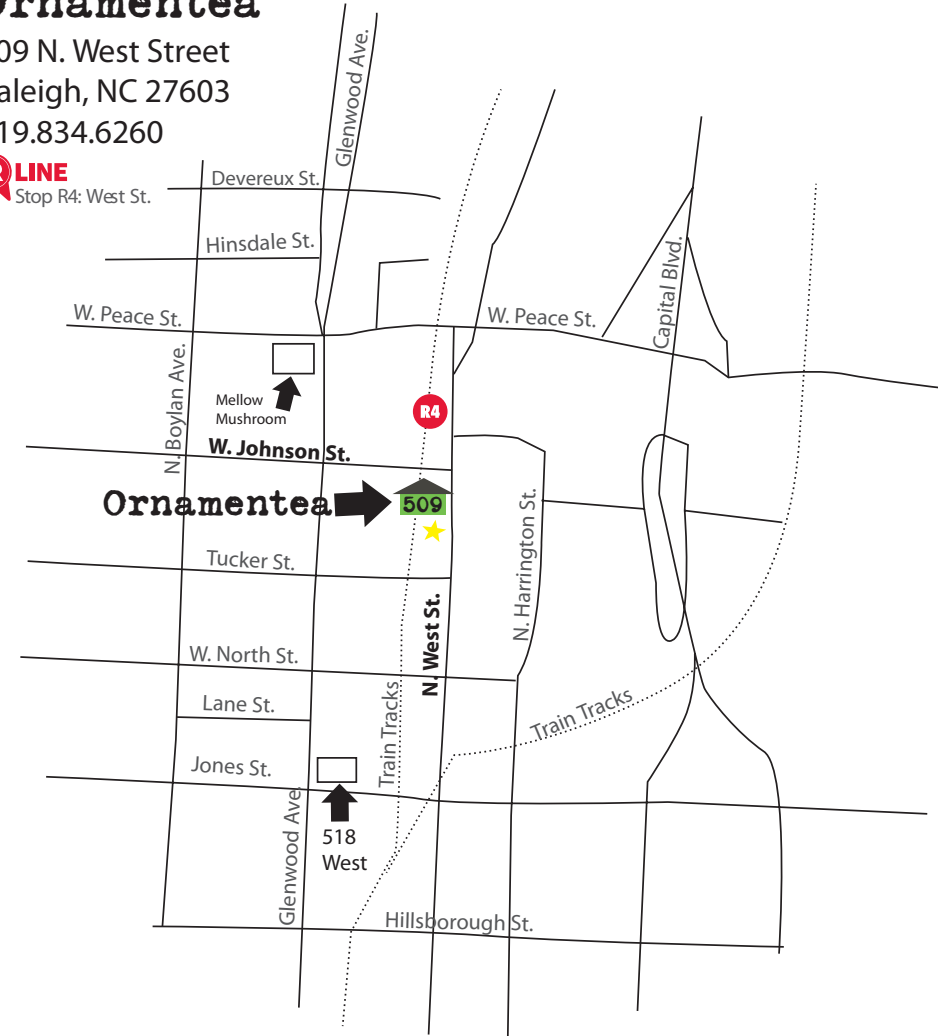 Ornamentea
09 N. West Street
aleigh, NC 27603
19.834.6260
R LINE
Stop R4: West St.
Glenwood Ave.
Devereux St.
Hinsdale St.
W. Peace St.
W. Peace St.
Capital Blvd.
N. Boylan Ave.
Mellow
Mushroom
R4
W. Johnson St.
Ornamentea
509
Tucker St.
N. Harrington St.
N. West St.
W. North St.
Lane St.
Train Tracks
Train Tracks
Jones St.
Glenwood Ave.
518
West
Hillsborough St.